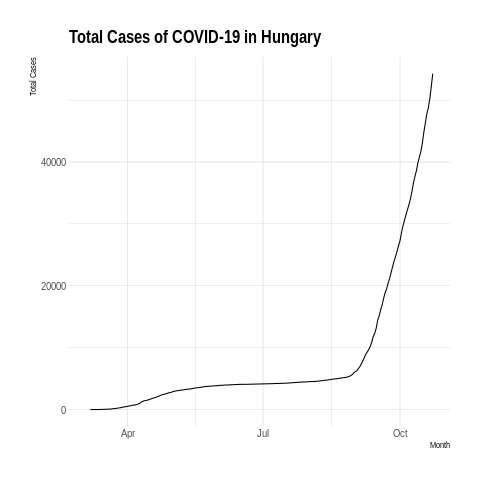 Total Cases of COVID-19 in Hungary
Total Cases
40000
20000
0
Apr Jul Oct
Month